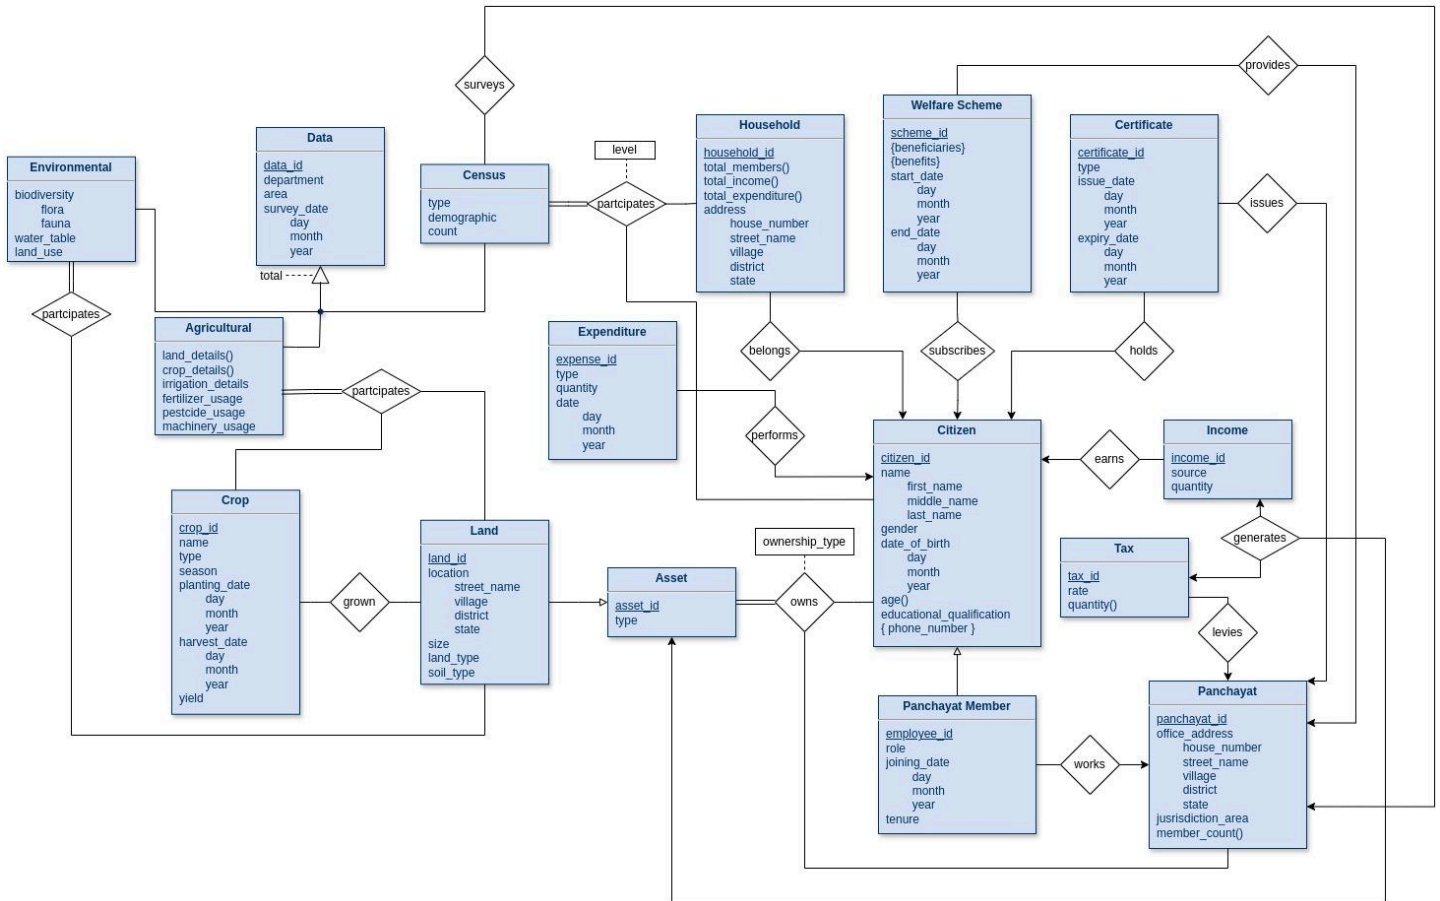 surveys
provides
Environmental
biodiversity
flora
fauna
water_table
land_use
Data
data_id
department
area
survey_date
day
month
year
total
Census
type
demographic
count
level
partcipates
Household
household_id
total_members()
total_income()
total_expenditure()
address
house_number
street_name
village
district
state
Welfare Scheme
scheme_id
{beneficiaries}
{benefits}
start_date
day
month
year
end_date
day
month
year
Certificate
certificate_id
type
issue_date
day
month
year
expiry_date
day
month
year
issues
partcipates
Agricultural
land_details()
crop_details()
irrigation_details
fertilizer_usage
pestcide_usage
machinery_usage
partcipates
Expenditure
expense_id
type
quantity
date
day
month
year
belongs
subscribes
holds
performs
Citizen
citizen_id
name
first_name
middle_name
last_name
gender
date_of_birth
day
month
year
age()
educational_qualification
{ phone_number }
earns
Income
income_id
source
quantity
generates
Crop
crop_id
name
type
season
planting_date
day
month
year
harvest_date
day
month
year
yield
grown
Land
land_id
location
street_name
village
district
state
size
land_type
soil_type
Asset
asset_id
type
ownership_type
owns
Tax
tax_id
rate
quantity()
levies
Panchayat Member
employee_id
role
joining_date
day
month
year
tenure
works
Panchayat
panchayat_id
office_address
house_number
street_name
village
district
state
jusrisdiction_area
member_count()